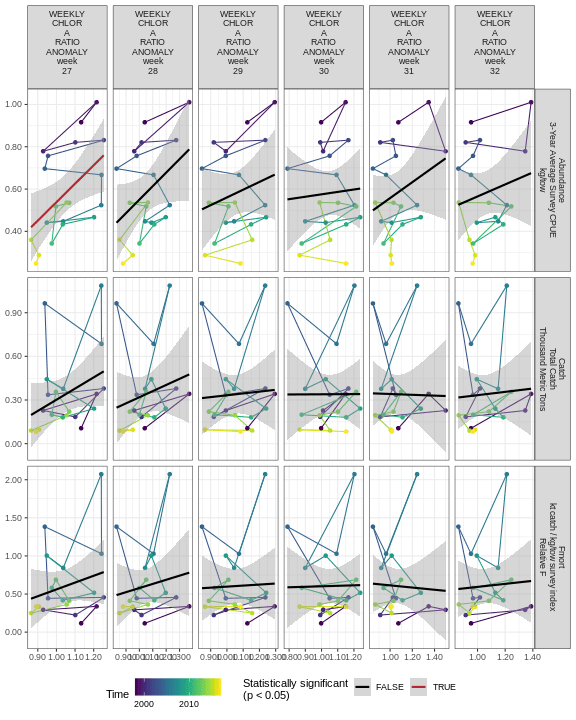 WEEKLY
CHLOR
A
RATIO
ANOMALY
week
27
WEEKLY
CHLOR
A
RATIO
ANOMALY
week
28
WEEKLY
CHLOR
A
RATIO
ANOMALY
week
29
WEEKLY
CHLOR
A
RATIO
ANOMALY
week
30
WEEKLY
CHLOR
A
RATIO
ANOMALY
week
31
WEEKLY
CHLOR
A
RATIO
ANOMALY
week
32
1.00
0.80
0.60
0.40
Abundance
3-Year Average Survey CPUE
kg/tow
0.90
0.60
0.30
0.00
Catch
Total Catch
Thousand Metric Tons
2.00
1.50
1.00
0.50
0.00
Fmort
kt catch / kg/tow survey index
Relative F
0.90 1.00 1.10 1.20
1.00 1.20 1.40
1.00 1.20 1.40
Time
2000 2010
Statistically significant
(p < 0.05)
FALSE
TRUE